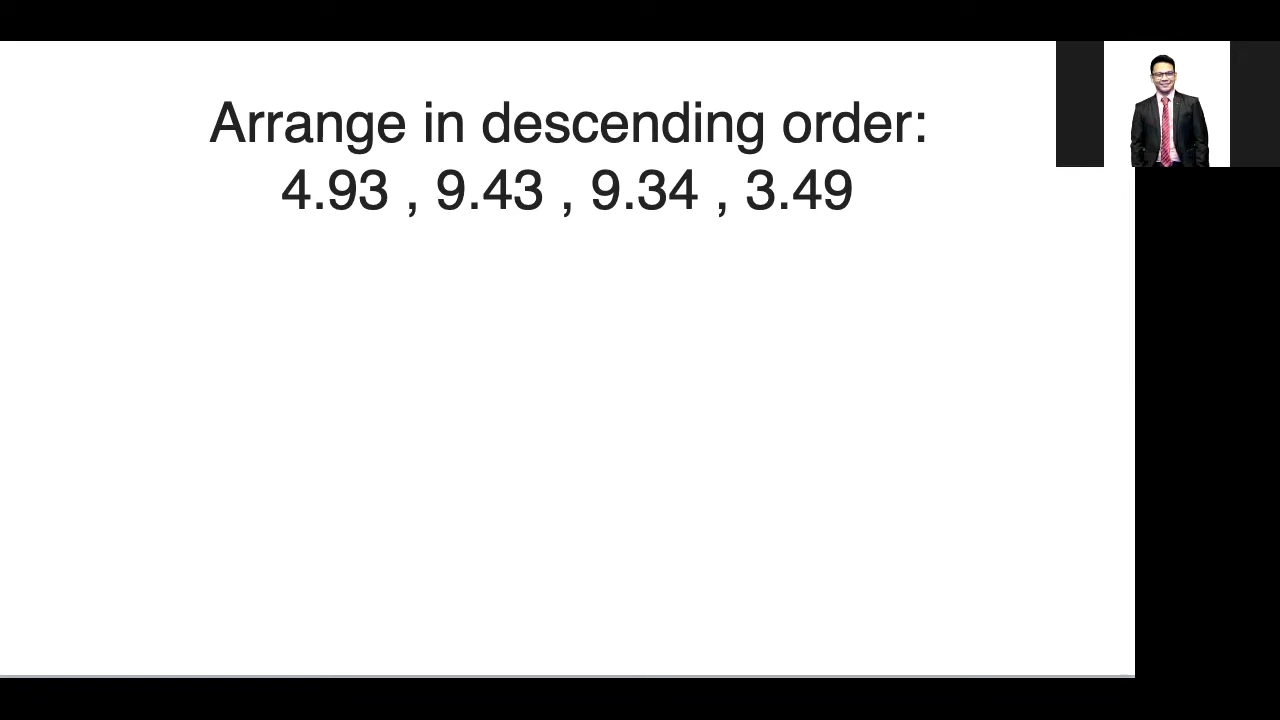 Arrange in descending order:
4.93 , 9.43 , 9.34 , 3.49